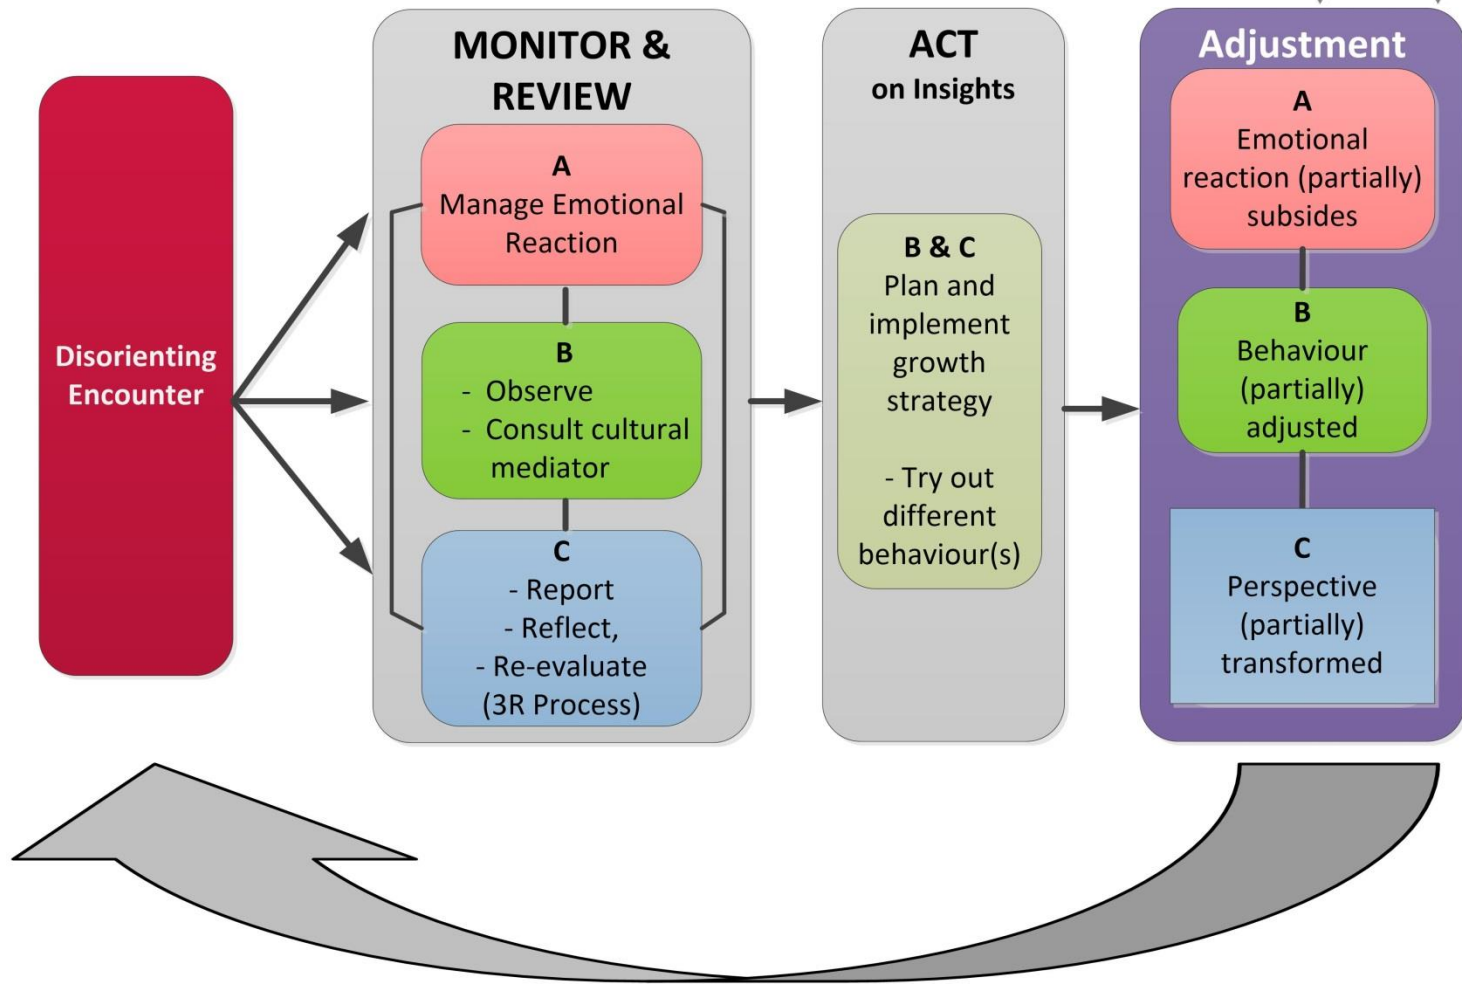 Disorienting
Encounter
MONITOR &
REVIEW
A
Manage Emotional
Reaction
B
- Observe
- Consult cultural
mediator
C
- Report
- Reflect,
- Re-evaluate
(3R Process)
ACT
on Insights
B & C
Plan and
implement
growth
strategy
- Try out
different
behaviour(s)
Adjustment
A
Emotional
reaction (partially)
subsides
B
Behaviour
(partially)
adjusted
C
Perspective
(partially)
transformed